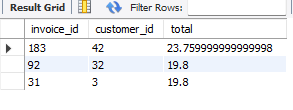 Result Grid Filter Rows:
invoice_id customer_id total
183 42 23.759999999999998
92 32 19.8
31 3 19.8